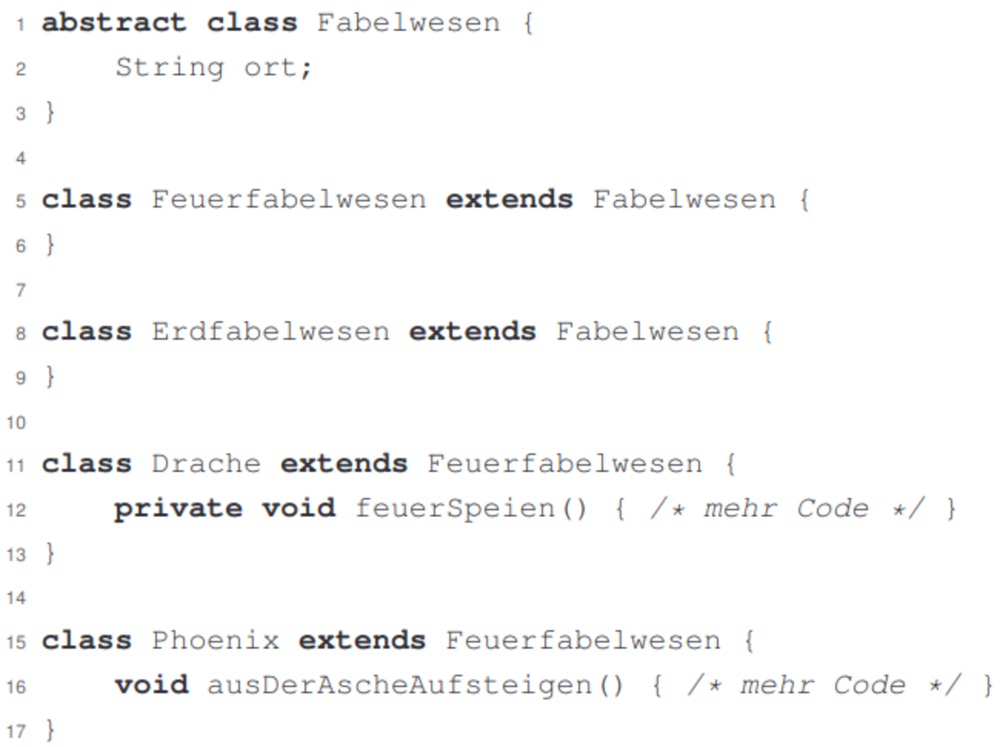 1 abstract class Fabelwesen {
2     String ort;
3 }
4
5 class Feuerfabelwesen extends Fabelwesen {
6 }
7
8 class Erdfabelwesen extends Fabelwesen {
9 }
10
11 class Drache extends Feuerfabelwesen {
12     private void feuerSpeien() { /* mehr Code */ }
13 }
14
15 class Phoenix extends Feuerfabelwesen {
16     void ausDerAscheAufsteigen() { /* mehr Code */ }
17 }